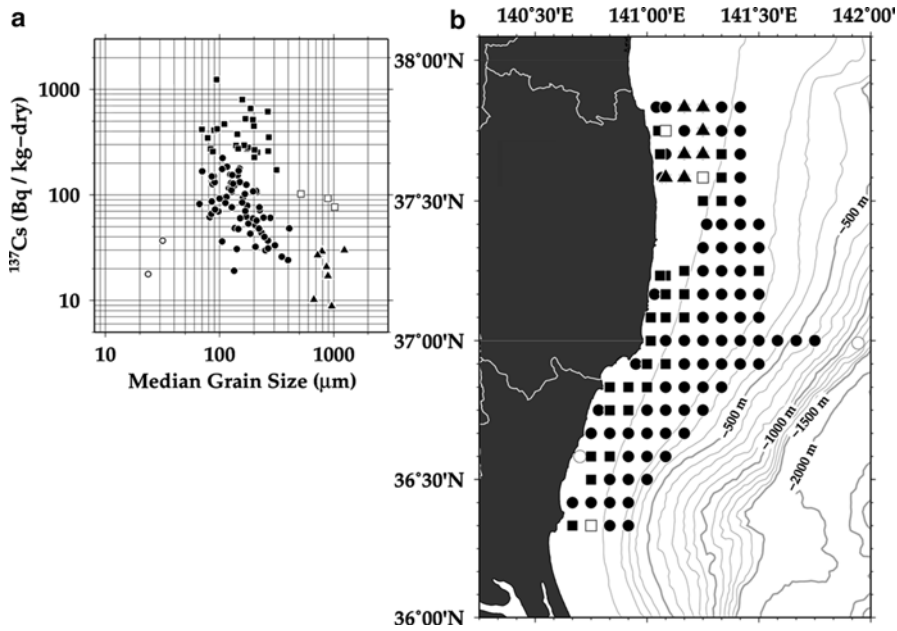 a
b
137Cs (Bq / kg–dry)
1000
100
10
10
100
1000
Median Grain Size (μm)
140˚30'E
141˚00'E
141˚30'E
142˚00'E
38˚00'N
37˚30'N
37˚00'N
36˚30'N
36˚00'N
−500 m
−500 m
−1000 m
−1500 m
−2000 m